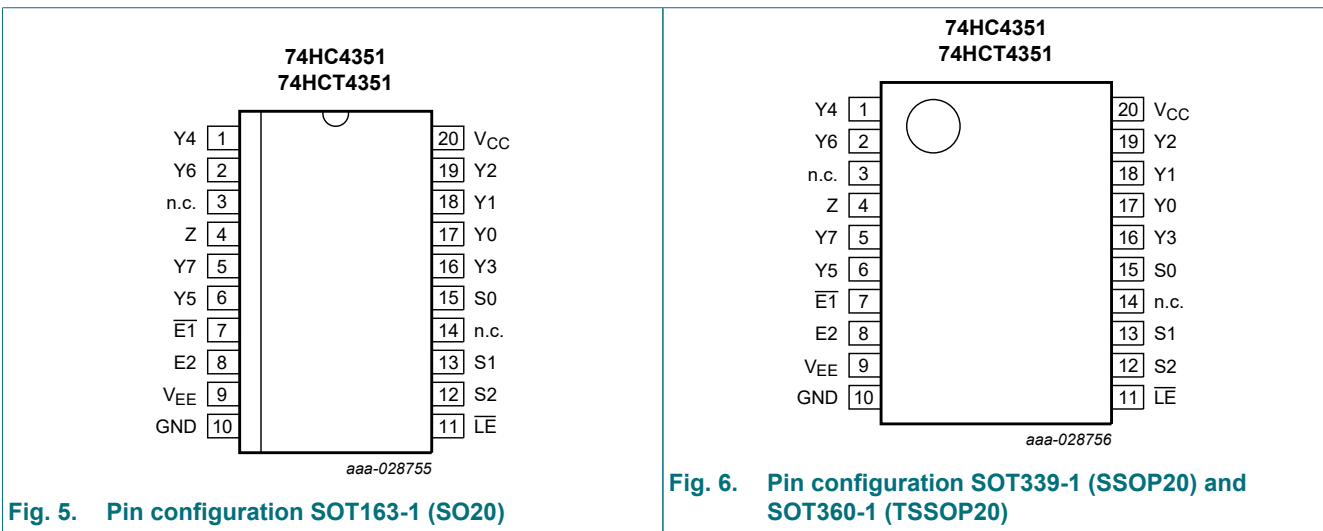 74HC4351
74HCT4351
Y4 1 20 VCC
Y6 2 19 Y2
n.c. 3 18 Y1
Z 4 17 Y0
Y7 5 16 Y3
Y5 6 15 S0
E1 7 14 n.c.
E2 8 13 S1
VEE 9 12 S2
GND 10 11 LE
aaa-028755
Fig. 5. Pin configuration SOT163-1 (SO20)
74HC4351
74HCT4351
Y4 1 20 VCC
Y6 2 19 Y2
n.c. 3 18 Y1
Z 4 17 Y0
Y7 5 16 Y3
Y5 6 15 S0
E1 7 14 n.c.
E2 8 13 S1
VEE 9 12 S2
GND 10 11 LE
aaa-028756
Fig. 6. Pin configuration SOT339-1 (SSOP20) and
SOT360-1 (TSSOP20)